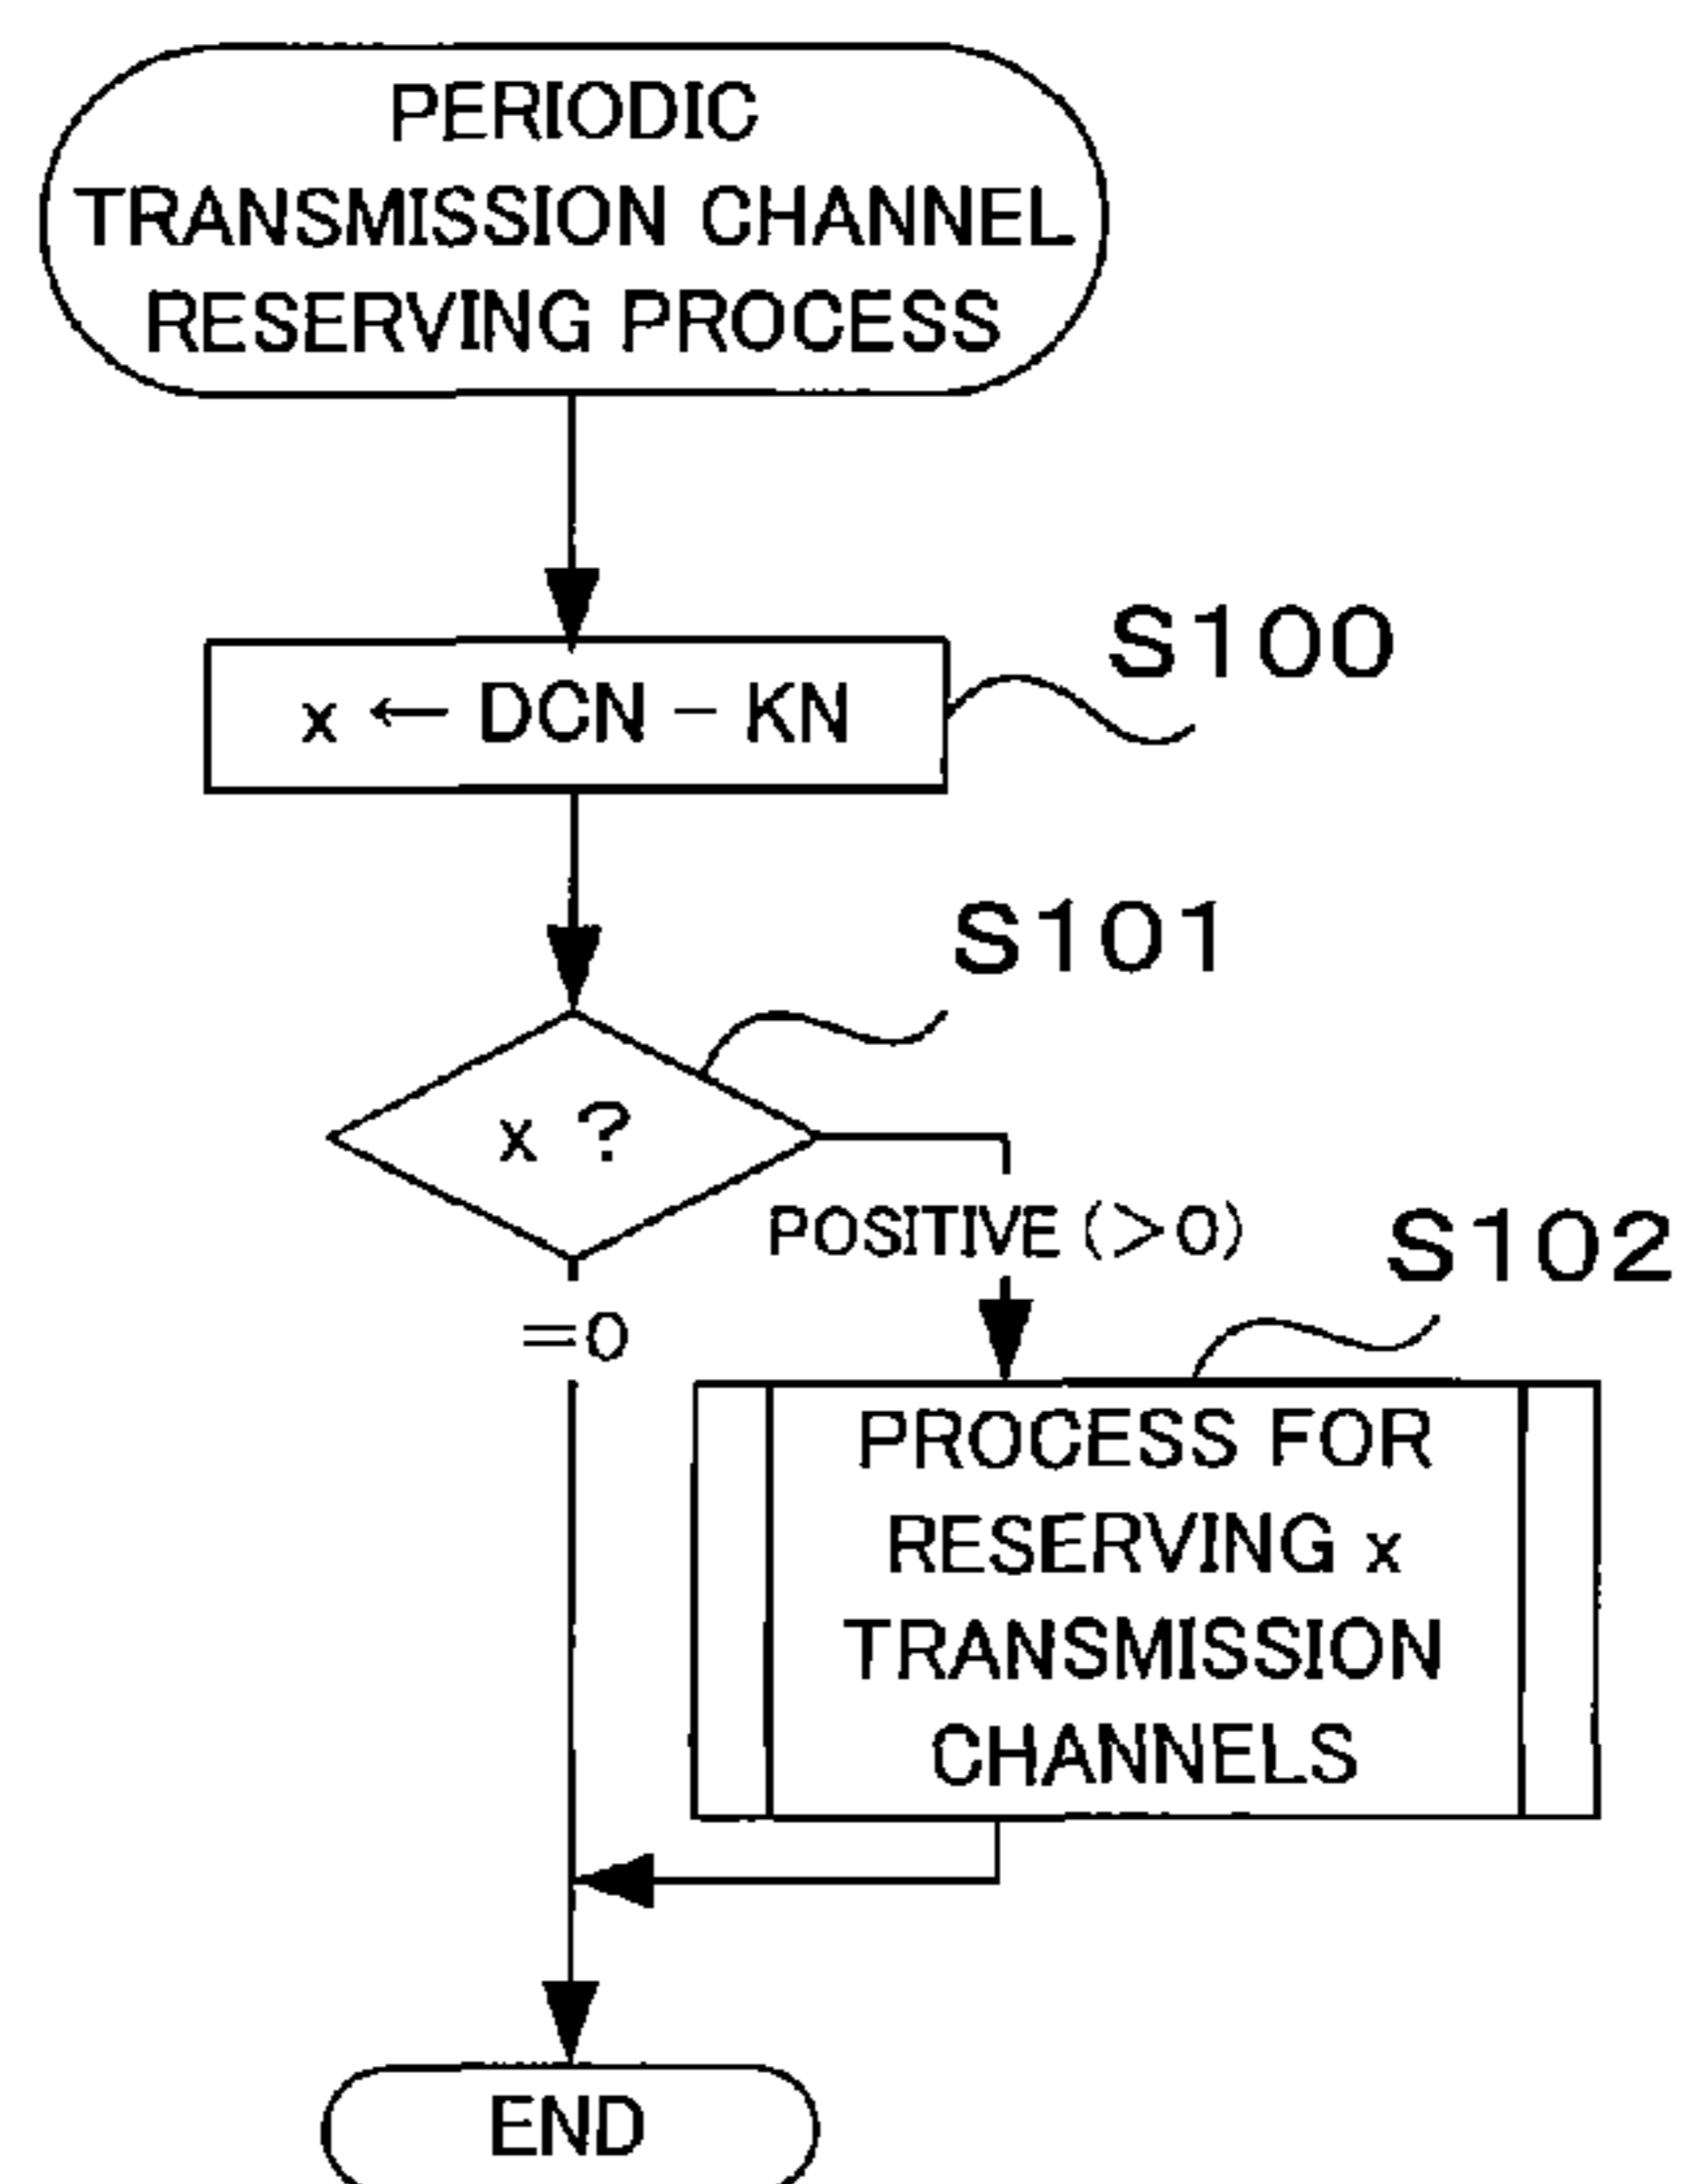 PERIODIC
TRANSMISSION CHANNEL
RESERVING PROCESS
S100
x ← DCN − KN
S101
x ?
POSITIVE (>0)
S102
=0
PROCESS FOR
RESERVING x
TRANSMISSION
CHANNELS
END